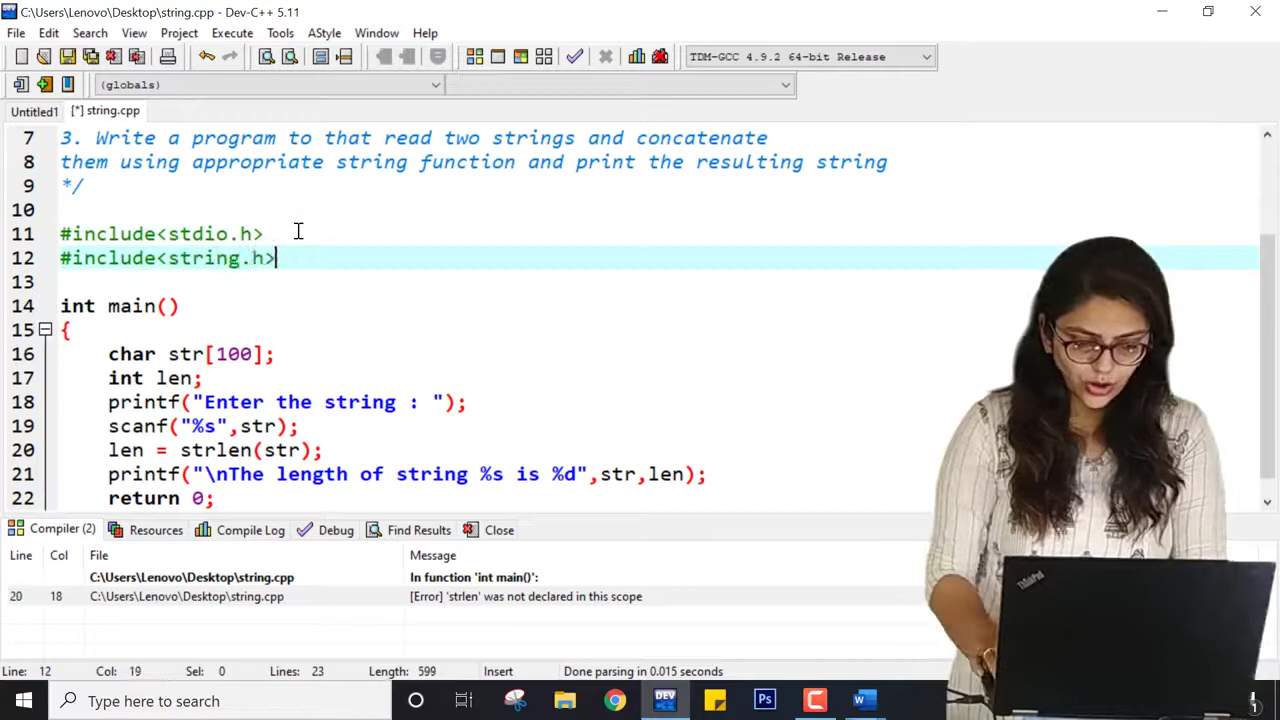 C:\Users\Lenovo\Desktop\string.cpp - Dev-C++ 5.11
File Edit Search View Project Execute Tools AStyle Window Help
TDM-GCC 4.9.2 64-bit Release
(globals)
Untitled1 [*] string.cpp
7 3. Write a program to that read two strings and concatenate
8 them using appropriate string function and print the resulting string
9 */
10
11 #include<stdio.h>
12 #include<string.h>
13
14 int main()
15 {
16 char str[100];
17 int len;
18 printf("Enter the string : ");
19 scanf("%s",str);
20 len = strlen(str);
21 printf("\nThe length of string %s is %d",str,len);
22 return 0;
Compiler (2) Resources Compile Log Debug Find Results Close
Line Col File Message
C:\Users\Lenovo\Desktop\string.cpp In function 'int main()':
20 18 C:\Users\Lenovo\Desktop\string.cpp [Error] 'strlen' was not declared in this scope
Line: 12 Col: 19 Sel: 0 Lines: 23 Length: 599 Insert Done parsing in 0.015 seconds
Type here to search
DEV
Ps
ThinkPad